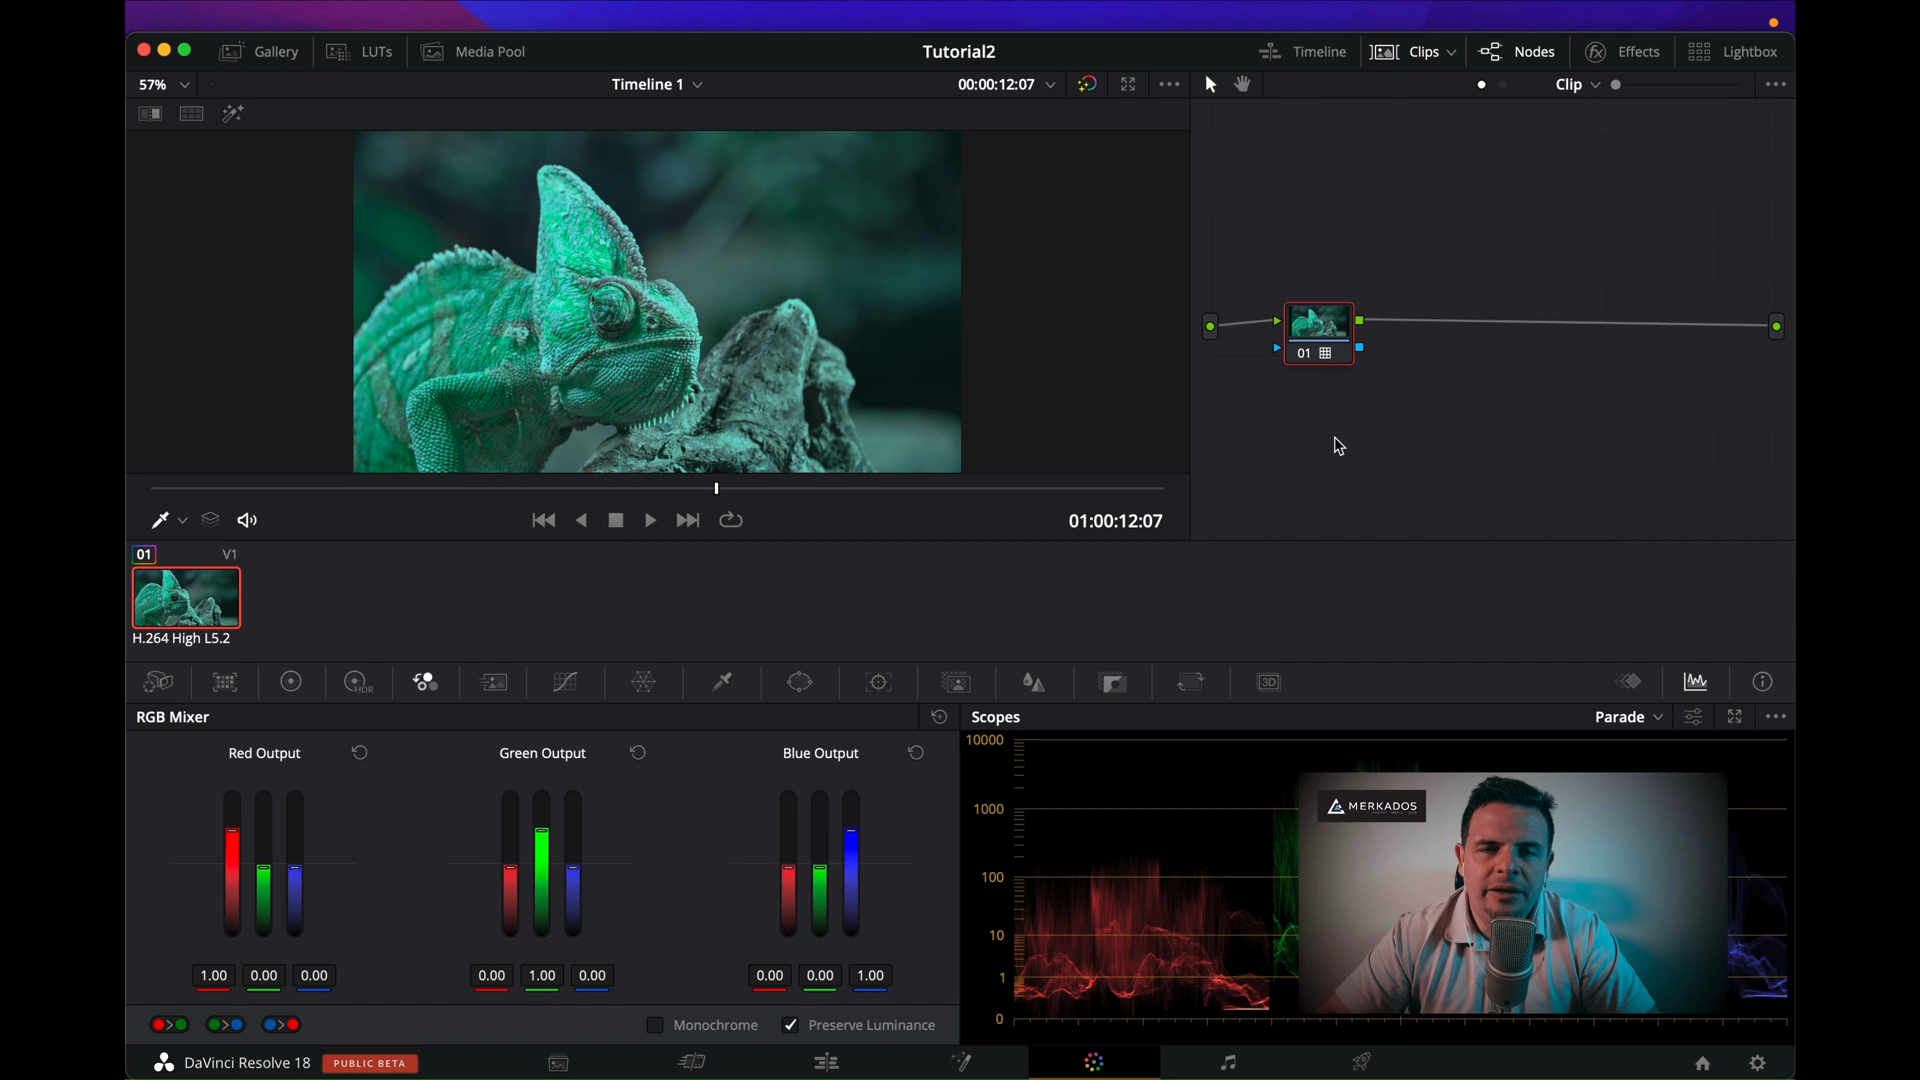 Gallery LUTs Media Pool Tutorial2 Timeline Clips Nodes fx Effects Lightbox
57% Timeline 1 00:00:12:07 Clip
01
01:00:12:07
01 V1
H.264 High L5.2
HDR 3D
RGB Mixer Scopes Parade
Red Output Green Output Blue Output
10000
1000
100
10
1
0
MERKADOS
1.00 0.00 0.00 0.00 1.00 0.00 0.00 0.00 1.00
Monochrome Preserve Luminance
DaVinci Resolve 18 PUBLIC BETA